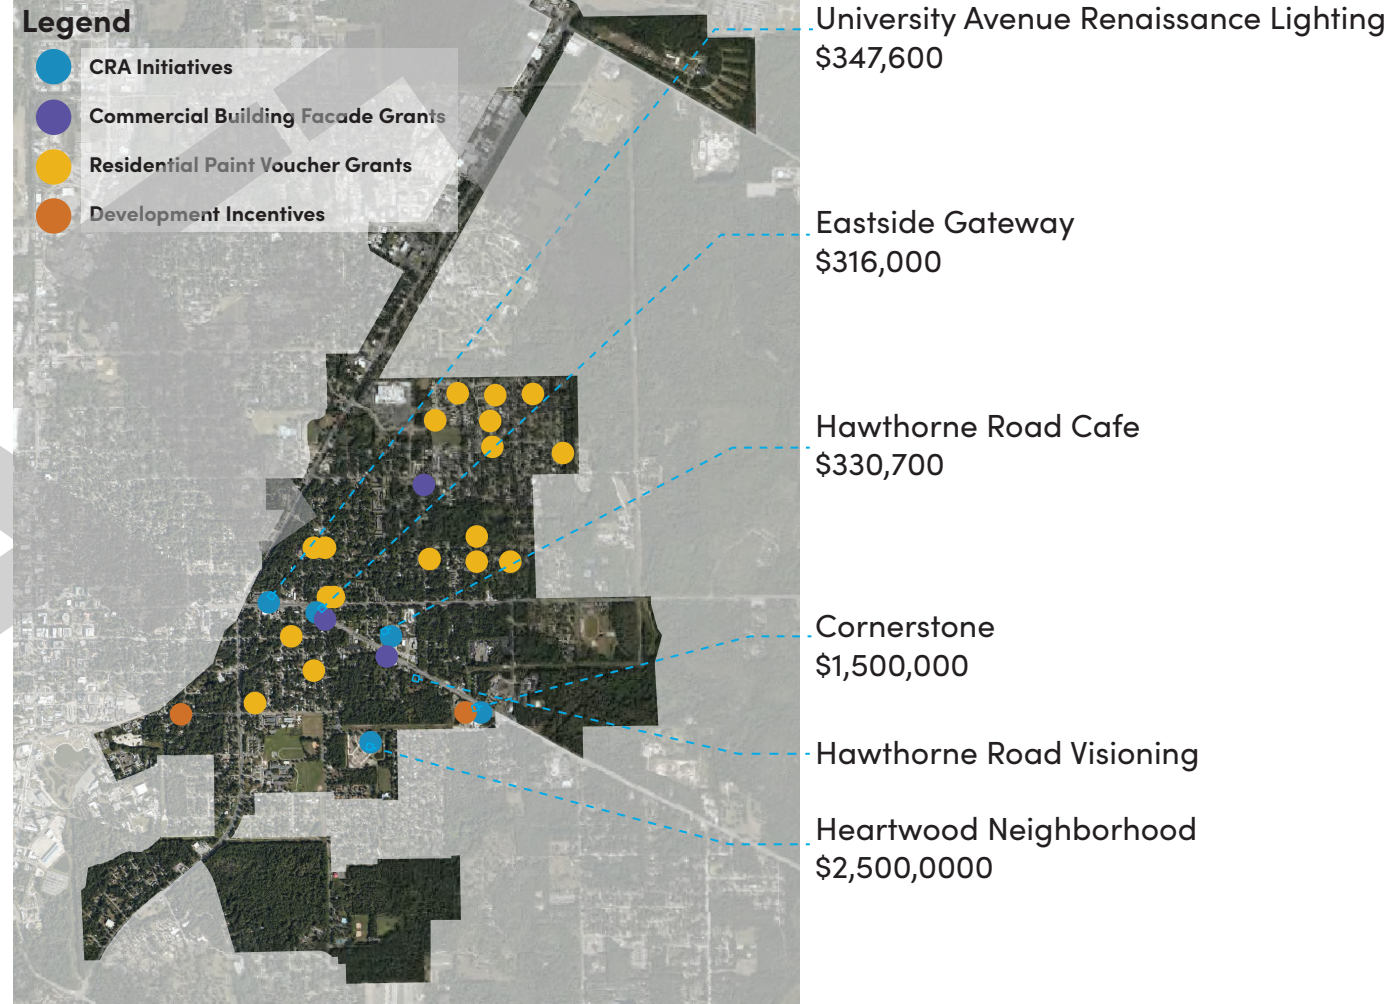 Legend
CRA Initiatives
Commercial Building Facade Grants
Residential Paint Voucher Grants
Development Incentives
University Avenue Renaissance Lighting
$347,600
Eastside Gateway
$316,000
Hawthorne Road Cafe
$330,700
Cornerstone
$1,500,000
Hawthorne Road Visioning
Heartwood Neighborhood
$2,500,0000